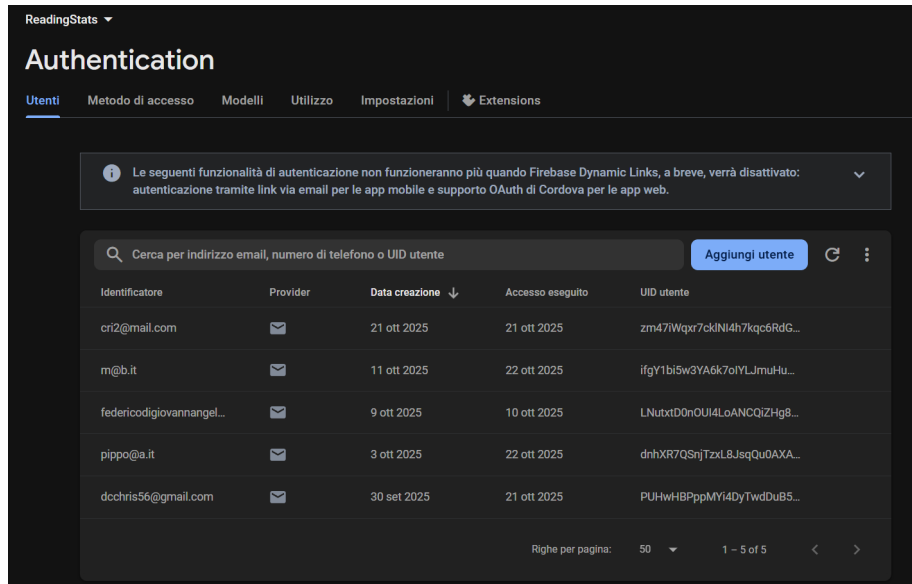 ReadingStats
Authentication
Utenti Metodo di accesso Modelli Utilizzo Impostazioni Extensions
Le seguenti funzionalità di autenticazione non funzioneranno più quando Firebase Dynamic Links, a breve, verrà disattivato:
autenticazione tramite link via email per le app mobile e supporto OAuth di Cordova per le app web.
Cerca per indirizzo email, numero di telefono o UID utente Aggiungi utente
Identificatore Provider Data creazione Accesso eseguito UID utente
cri2@mail.com 21 ott 2025 21 ott 2025 zm47iWqxr7cklNI4h7kqc6RdG...
m@b.it 11 ott 2025 22 ott 2025 ifgY1bi5w3YA6k7oIYLJmuHu...
federicodigiovannangel... 9 ott 2025 10 ott 2025 LNutxtD0nOUI4LoANCQiZHg8...
pippo@a.it 3 ott 2025 22 ott 2025 dnhXR7QSnjTzxL8JsqQu0AXA...
dcchris56@gmail.com 30 set 2025 21 ott 2025 PUHwHBPppMYi4DyTwdDuB5...
Righe per pagina: 50 1 – 5 of 5